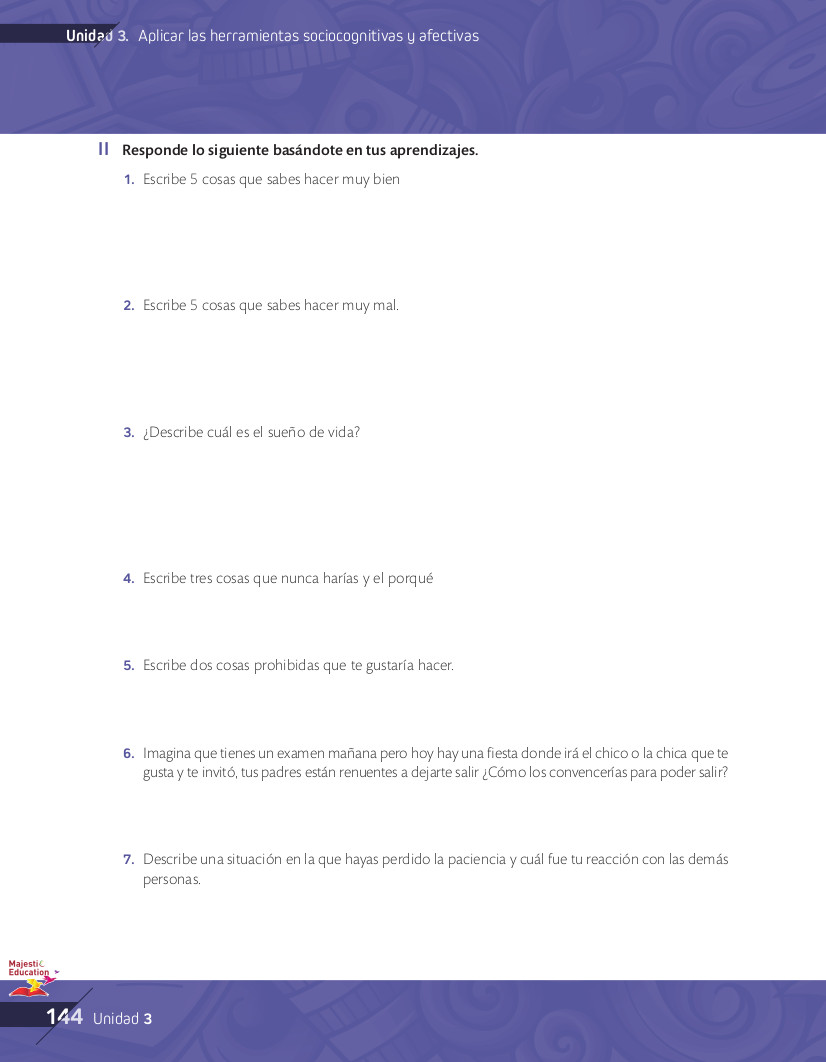 Unidad 3. Aplicar las herramientas sociocognitivas y afectivas
II Responde lo siguiente basándote en tus aprendizajes.
1. Escribe 5 cosas que sabes hacer muy bien
2. Escribe 5 cosas que sabes hacer muy mal.
3. ¿Describe cuál es el sueño de vida?
4. Escribe tres cosas que nunca harías y el porqué
5. Escribe dos cosas prohibidas que te gustaría hacer.
6. Imagina que tienes un examen mañana pero hoy hay una fiesta donde irá el chico o la chica que te
gusta y te invitó, tus padres están renuentes a dejarte salir ¿Cómo los convencerías para poder salir?
7. Describe una situación en la que hayas perdido la paciencia y cuál fue tu reacción con las demás
personas.
Majestic
Education
144 Unidad 3